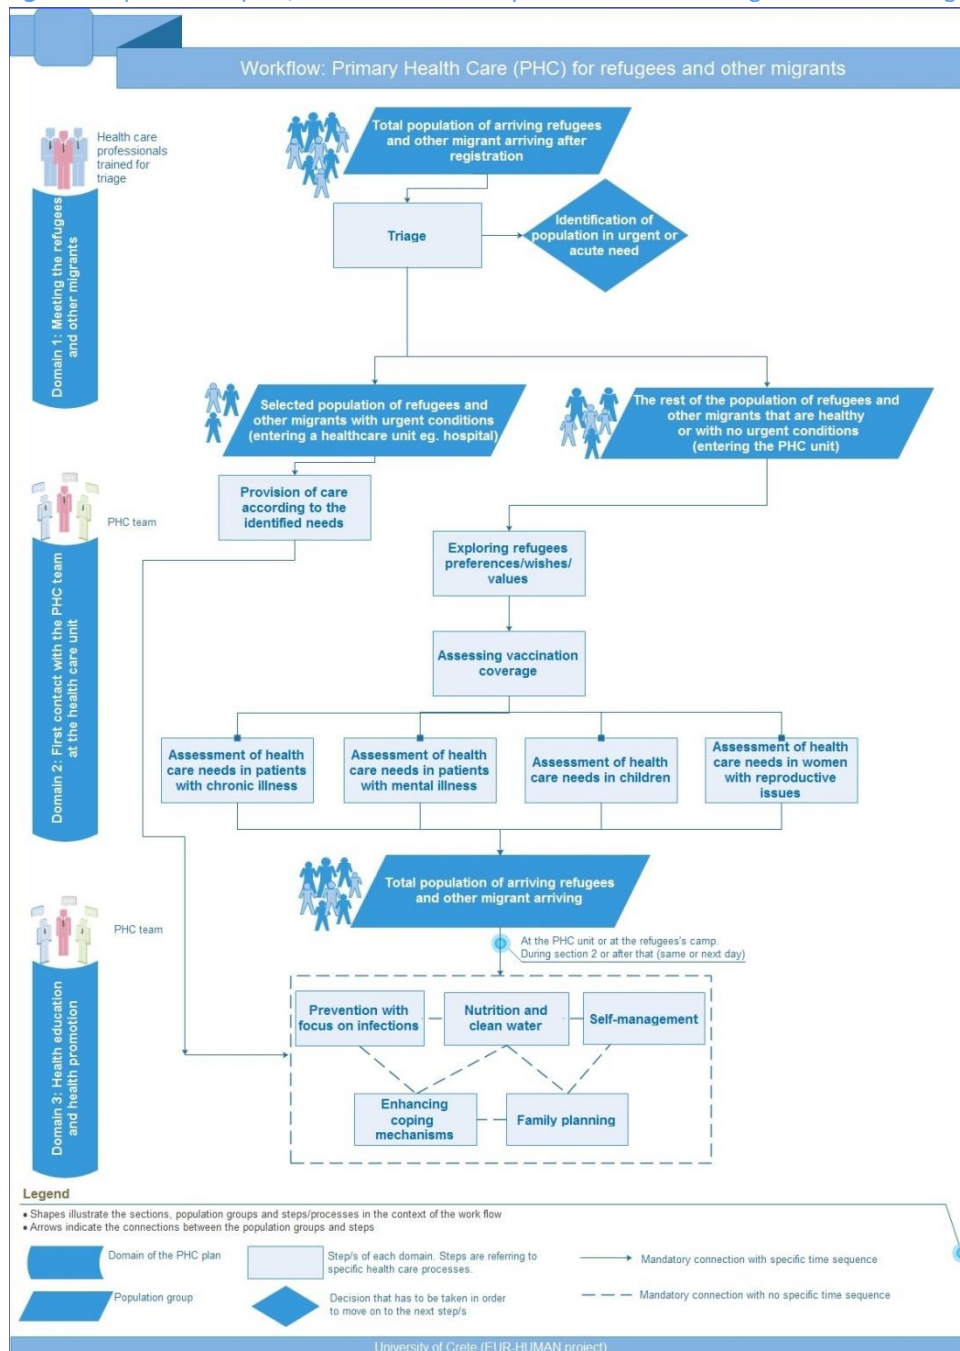 Workflow: Primary Health Care (PHC) for refugees and other migrants
Health care
professionals
trained for
triage
Total population of arriving refugees
and other migrant arriving after
registration
Triage
Identification of
population in urgent or
acute need
Domain 1: Meeting the refugees
and other migrants
Selected population of refugees and
other migrants with urgent conditions
(entering a healthcare unit eg. hospital)
The rest of the population of refugees and
other migrants that are healthy
or with no urgent conditions
(entering the PHC unit)
PHC team
Provision of care
according to the
identified needs
Exploring refugees
preferences/wishes/
values
Domain 2: First contact with the PHC team
at the health care unit
Assessing vaccination
coverage
Assessment of health
care needs in patients
with chronic illness
Assessment of health
care needs in patients
with mental illness
Assessment of health
care needs in children
Assessment of health
care needs in women
with reproductive
issues
Total population of arriving refugees
and other migrant arriving
PHC team
At the PHC unit or at the refugees's camp.
During section 2 or after that (same or next day)
Domain 3: Health education
and health promotion
Prevention with
focus on infections
Nutrition and
clean water
Self-management
Enhancing
coping
mechanisms
Family planning
Legend
• Shapes illustrate the sections, population groups and steps/processes in the context of the work flow
• Arrows indicate the connections between the population groups and steps
Domain of the PHC plan
Step/s of each domain. Steps are referring to
specific health care processes.
Mandatory connection with specific time sequence
Population group
Decision that has to be taken in order
to move on to the next step/s
Mandatory connection with no specific time sequence
University of Crete (EUR-HUMAN project)